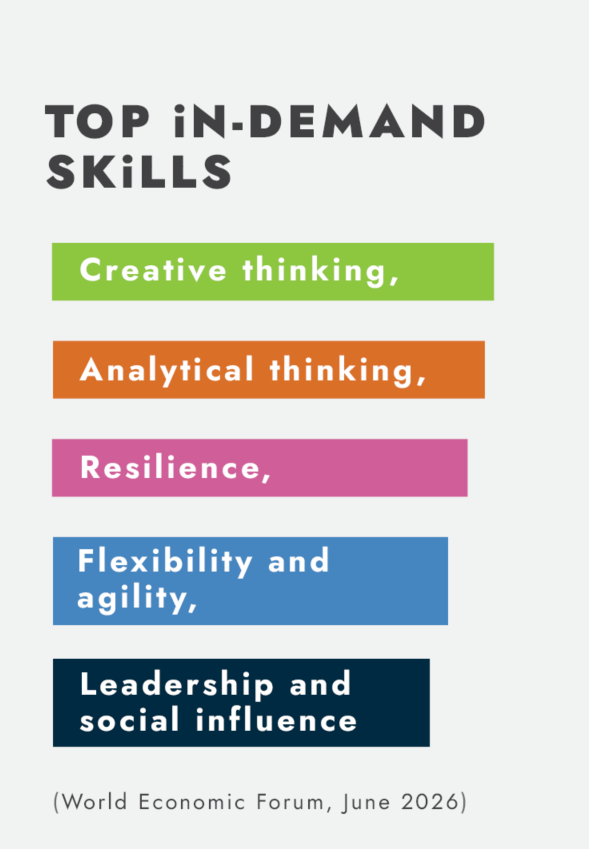 TOP iN-DEMAND
SKiLLS
Creative thinking,
Analytical thinking,
Resilience,
Flexibility and
agility,
Leadership and
social influence
(World Economic Forum, June 2026)